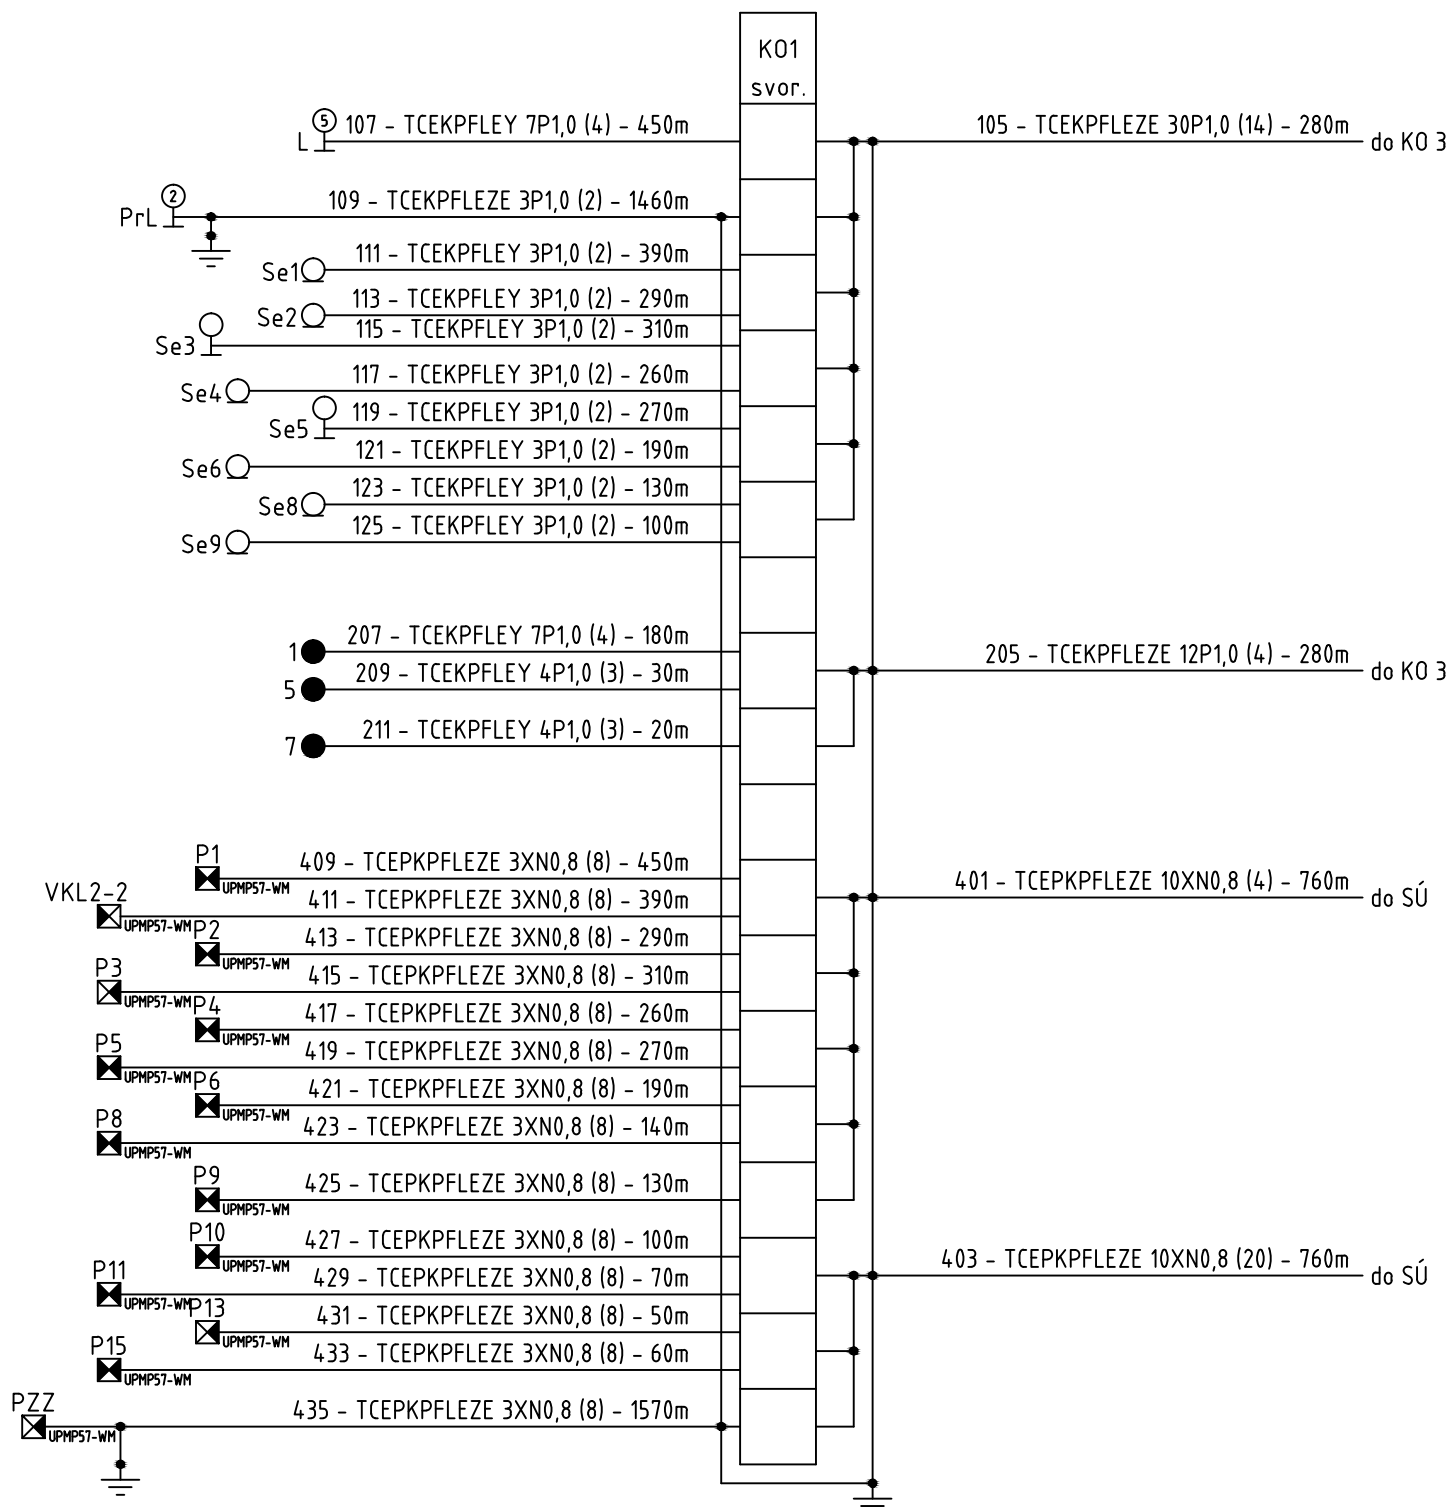 KO1
svor.
5
L
107 - TCEKPFLEY 7P1,0 (4) - 450m
105 - TCEKPFLEZE 30P1,0 (14) - 280m
do KO 3
2
PrL
109 - TCEKPFLEZE 3P1,0 (2) - 1460m
Se1
111 - TCEKPFLEY 3P1,0 (2) - 390m
Se2
113 - TCEKPFLEY 3P1,0 (2) - 290m
Se3
115 - TCEKPFLEY 3P1,0 (2) - 310m
Se4
117 - TCEKPFLEY 3P1,0 (2) - 260m
Se5
119 - TCEKPFLEY 3P1,0 (2) - 270m
Se6
121 - TCEKPFLEY 3P1,0 (2) - 190m
Se8
123 - TCEKPFLEY 3P1,0 (2) - 130m
Se9
125 - TCEKPFLEY 3P1,0 (2) - 100m
1
207 - TCEKPFLEY 7P1,0 (4) - 180m
205 - TCEKPFLEZE 12P1,0 (4) - 280m
do KO 3
5
209 - TCEKPFLEY 4P1,0 (3) - 30m
7
211 - TCEKPFLEY 4P1,0 (3) - 20m
P1
UPMP57-WM
409 - TCEPKPFLEZE 3XN0,8 (8) - 450m
401 - TCEPKPFLEZE 10XN0,8 (4) - 760m
do SÚ
VKL2-2
UPMP57-WM
411 - TCEPKPFLEZE 3XN0,8 (8) - 390m
P2
UPMP57-WM
413 - TCEPKPFLEZE 3XN0,8 (8) - 290m
P3
UPMP57-WM
415 - TCEPKPFLEZE 3XN0,8 (8) - 310m
P4
UPMP57-WM
417 - TCEPKPFLEZE 3XN0,8 (8) - 260m
P5
UPMP57-WM
419 - TCEPKPFLEZE 3XN0,8 (8) - 270m
P6
UPMP57-WM
421 - TCEPKPFLEZE 3XN0,8 (8) - 190m
P8
UPMP57-WM
423 - TCEPKPFLEZE 3XN0,8 (8) - 140m
P9
UPMP57-WM
425 - TCEPKPFLEZE 3XN0,8 (8) - 130m
P10
UPMP57-WM
427 - TCEPKPFLEZE 3XN0,8 (8) - 100m
403 - TCEPKPFLEZE 10XN0,8 (20) - 760m
do SÚ
P11
UPMP57-WM
429 - TCEPKPFLEZE 3XN0,8 (8) - 70m
P13
UPMP57-WM
431 - TCEPKPFLEZE 3XN0,8 (8) - 50m
P15
UPMP57-WM
433 - TCEPKPFLEZE 3XN0,8 (8) - 60m
PZZ
UPMP57-WM
435 - TCEPKPFLEZE 3XN0,8 (8) - 1570m